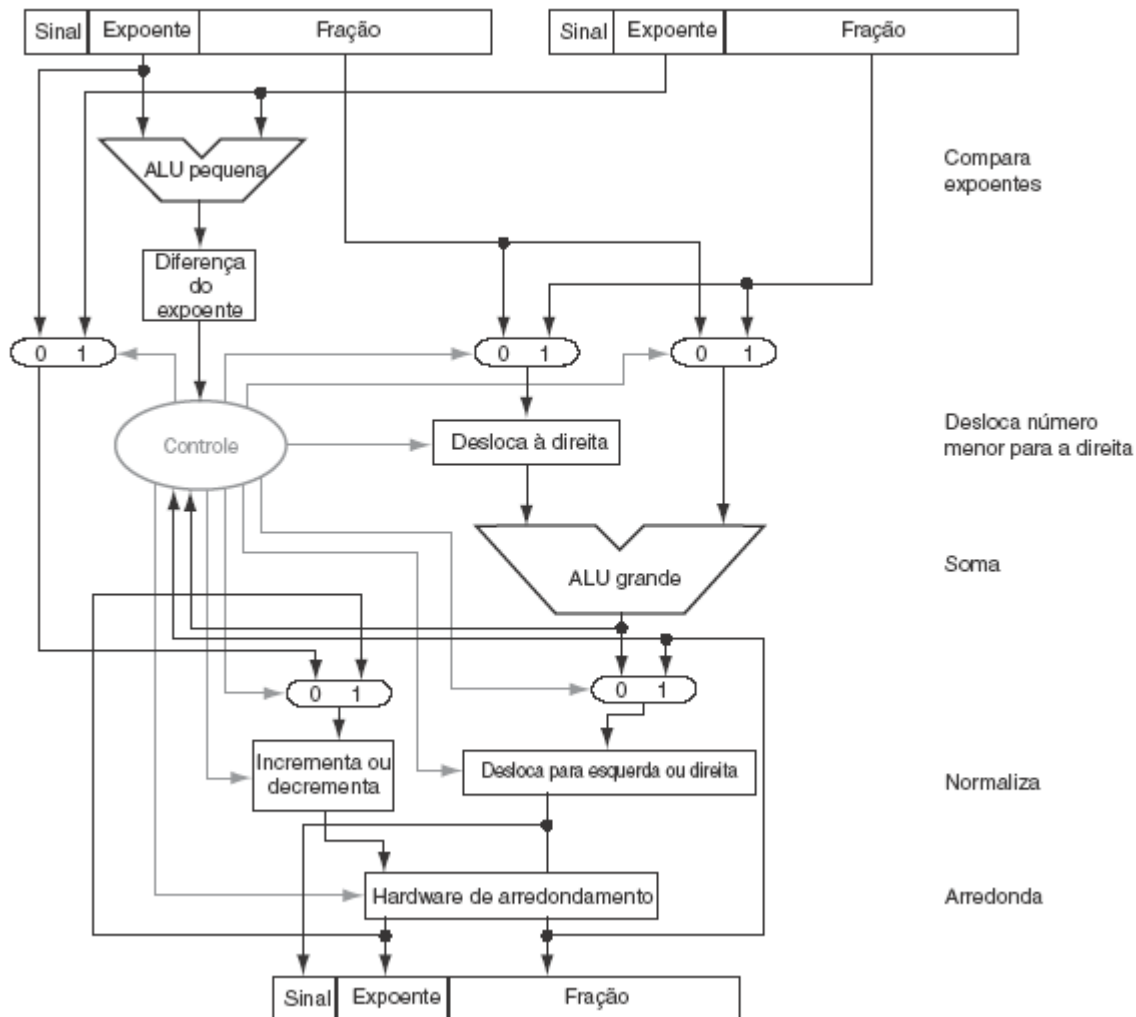 Sinal Expoente Fração
Sinal Expoente Fração
ALU pequena
Compara
expoentes
Diferença
do
expoente
0 1
0 1
0 1
Controle
Desloca à direita
Desloca número
menor para a direita
ALU grande
Soma
0 1
0 1
Incrementa ou
decrementa
Desloca para esquerda ou direita
Normaliza
Hardware de arredondamento
Arredonda
Sinal Expoente Fração